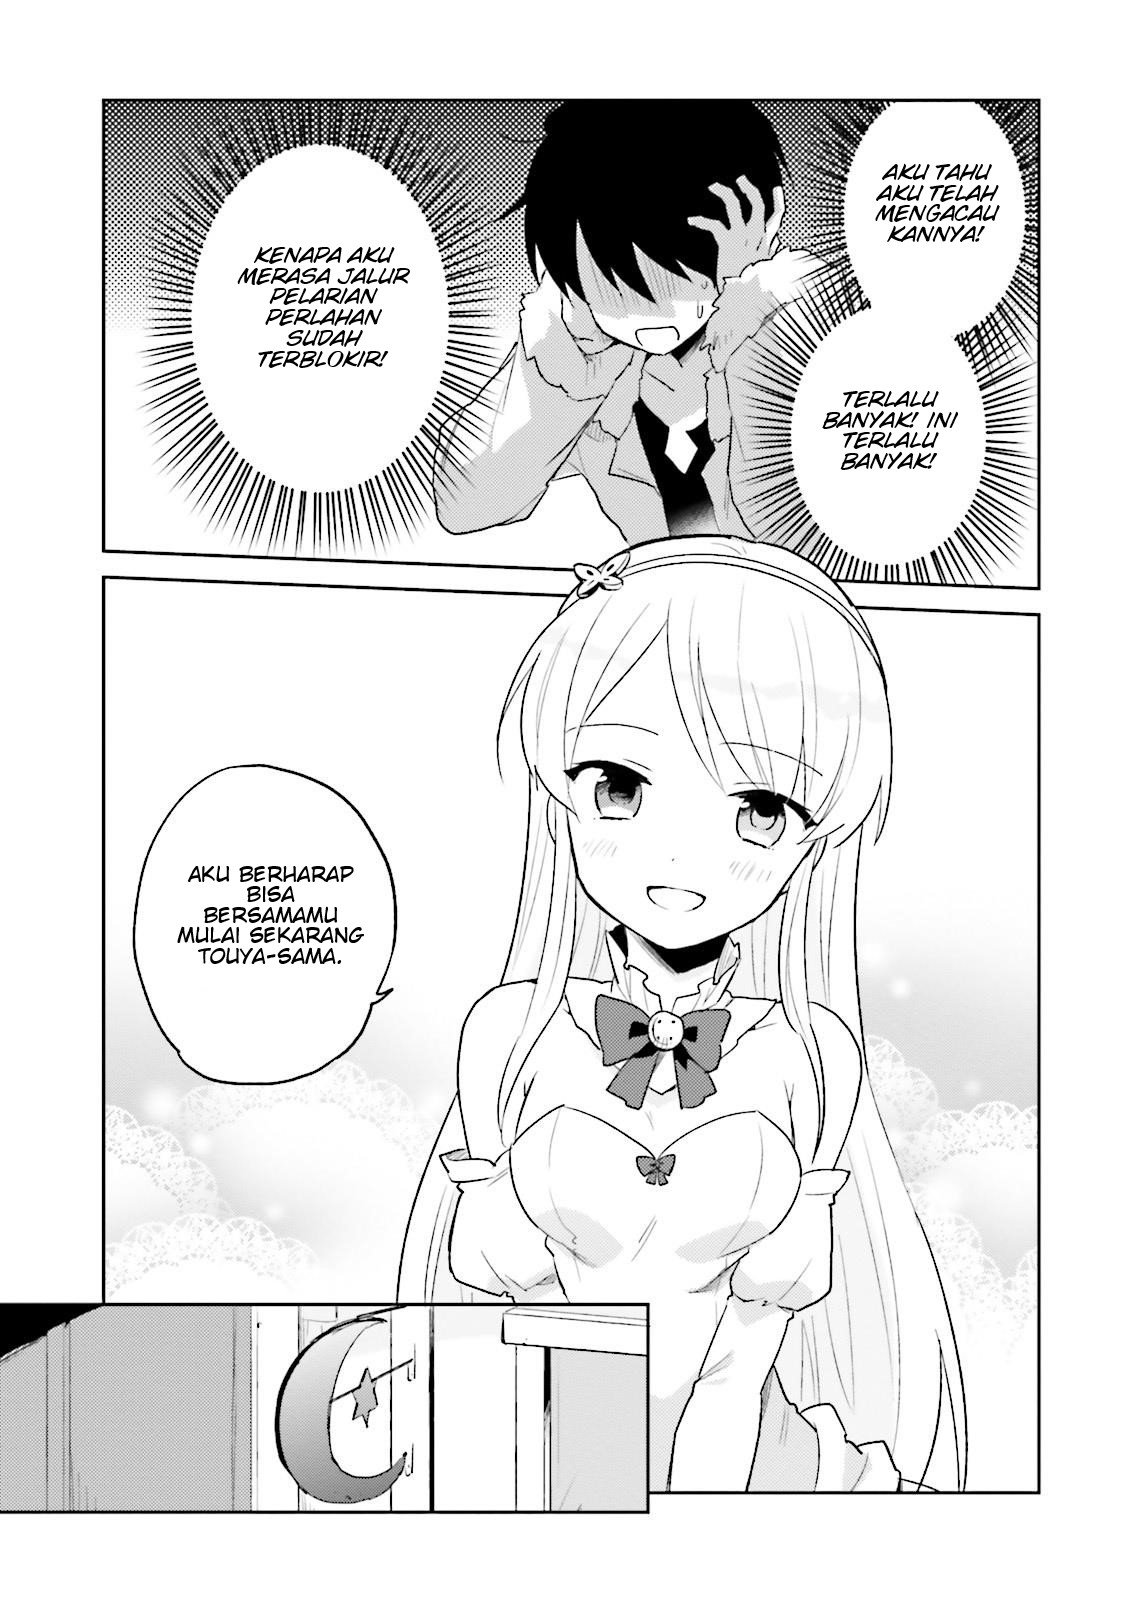 AKU TAHU
AKU TELAH
MENGACAU
KANNYA!
TERLALU
BANYAK! INI
TERLALU
BANYAK!
KENAPA AKU
MERASA JALUR
PELARIAN
PERLAHAN
SUDAH
TERBLOKIR!
AKU BERHARAP
BISA
BERSAMAMU
MULAI SEKARANG
TOUYA-SAMA.